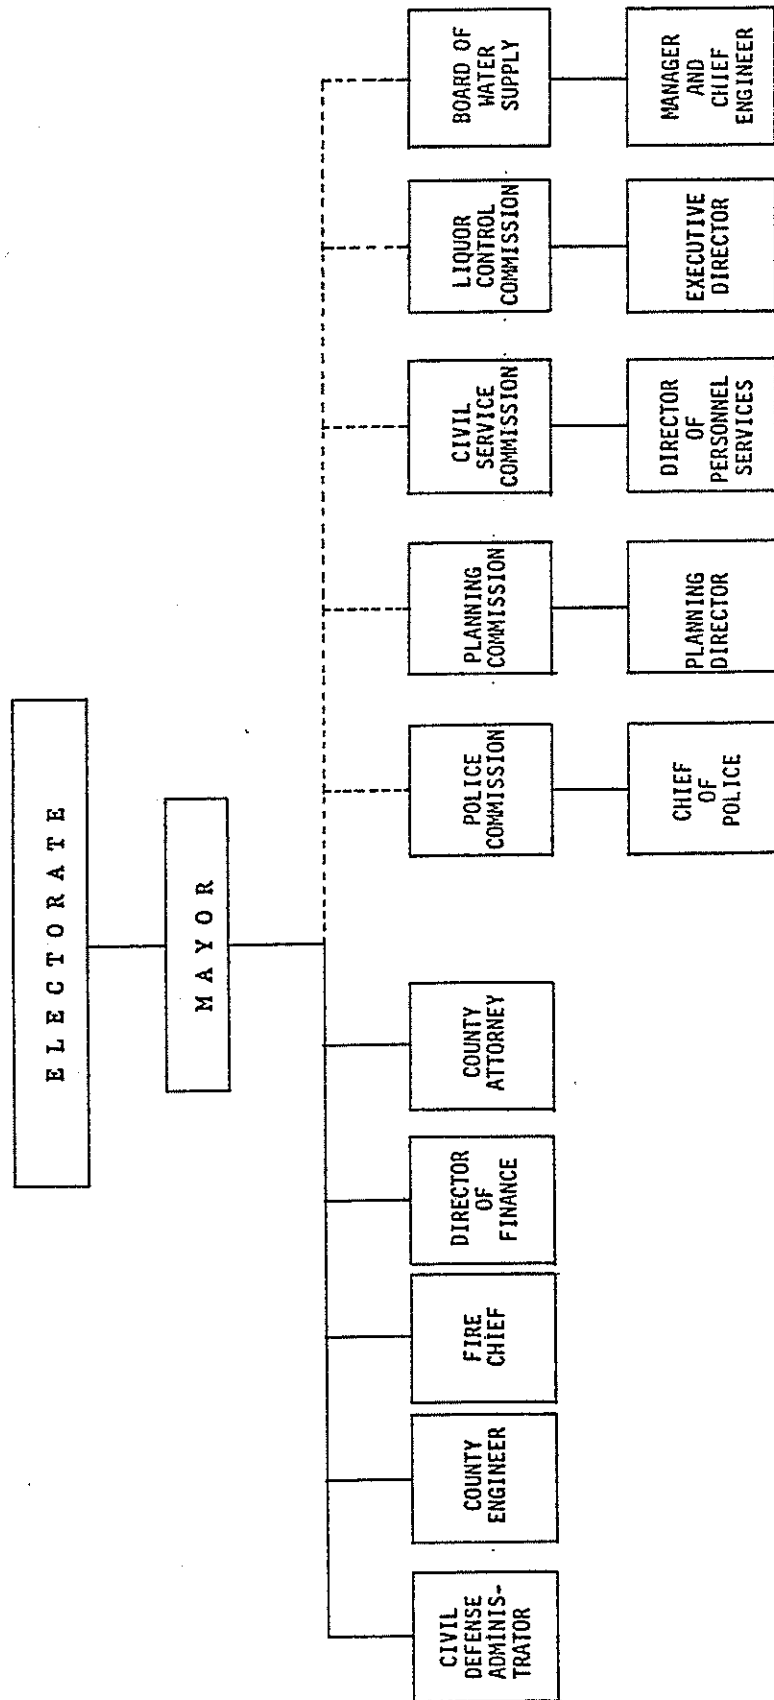 ELECTORATE
MAYOR
CIVIL
DEFENSE
ADMINIS-
TRATOR
COUNTY
ENGINEER
FIRE
CHIEF
DIRECTOR
OF
FINANCE
COUNTY
ATTORNEY
POLICE
COMMISSION
PLANNING
COMMISSION
CIVIL
SERVICE
COMMISSION
LIQUOR
CONTROL
COMMISSION
BOARD OF
WATER
SUPPLY
CHIEF
OF
POLICE
PLANNING
DIRECTOR
DIRECTOR
OF
PERSONNEL
SERVICES
EXECUTIVE
DIRECTOR
MANAGER
AND
CHIEF
ENGINEER